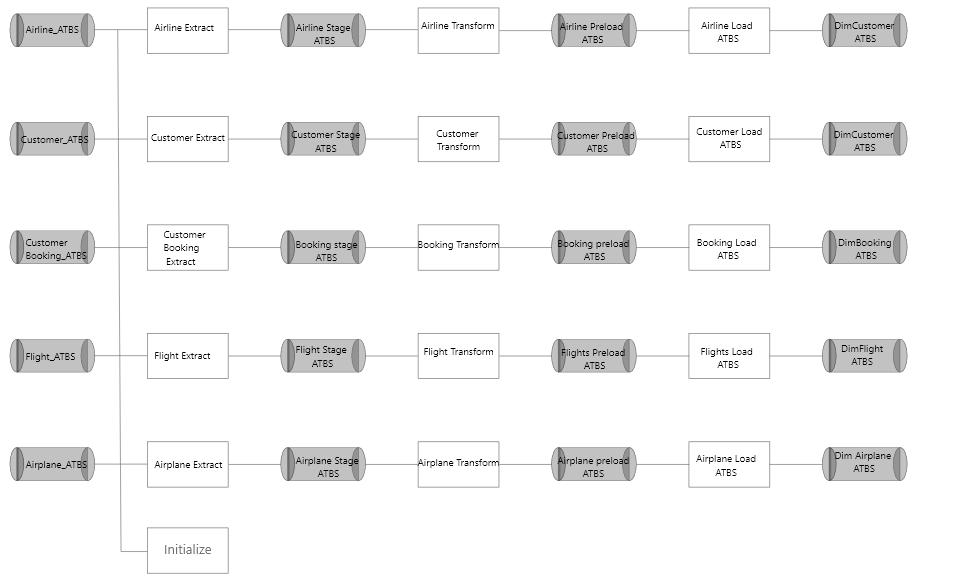 Airline_ATBS
Airline Extract
Airline Stage
ATBS
Airline Transform
Airline Preload
ATBS
Airline Load
ATBS
DimCustomer
ATBS
Customer_ATBS
Customer Extract
Customer Stage
ATBS
Customer
Transform
Customer Preload
ATBS
Customer Load
ATBS
DimCustomer
ATBS
Customer
Booking_ATBS
Customer
Booking
Extract
Booking stage
ATBS
Booking Transform
Booking preload
ATBS
Booking Load
ATBS
DimBooking
ATBS
Flight_ATBS
Flight Extract
Flight Stage
ATBS
Flight Transform
Flights Preload
ATBS
Flights Load
ATBS
DimFlight
ATBS
Airplane_ATBS
Airplane Extract
Airplane Stage
ATBS
Airplane Transform
Airplane preload
ATBS
Airplane Load
ATBS
Dim Airplane
ATBS
Initialize